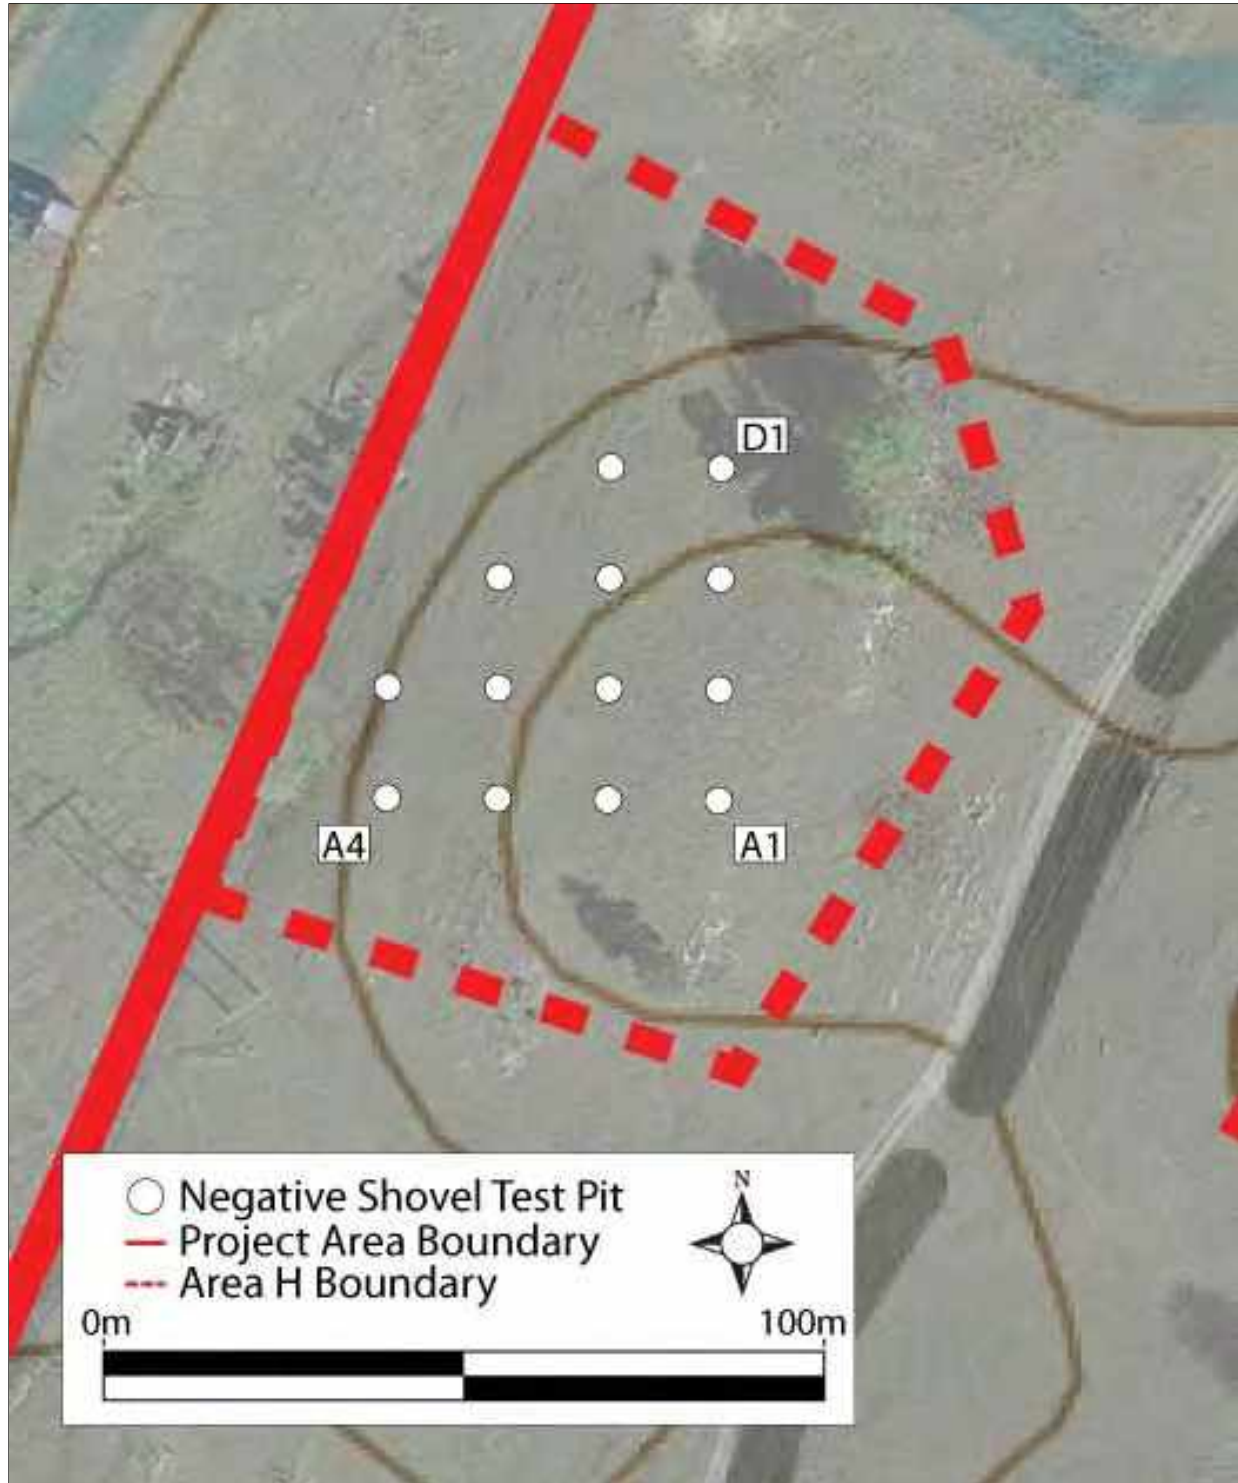 D1
A4
A1
N
Negative Shovel Test Pit
Project Area Boundary
Area H Boundary
0m 100m